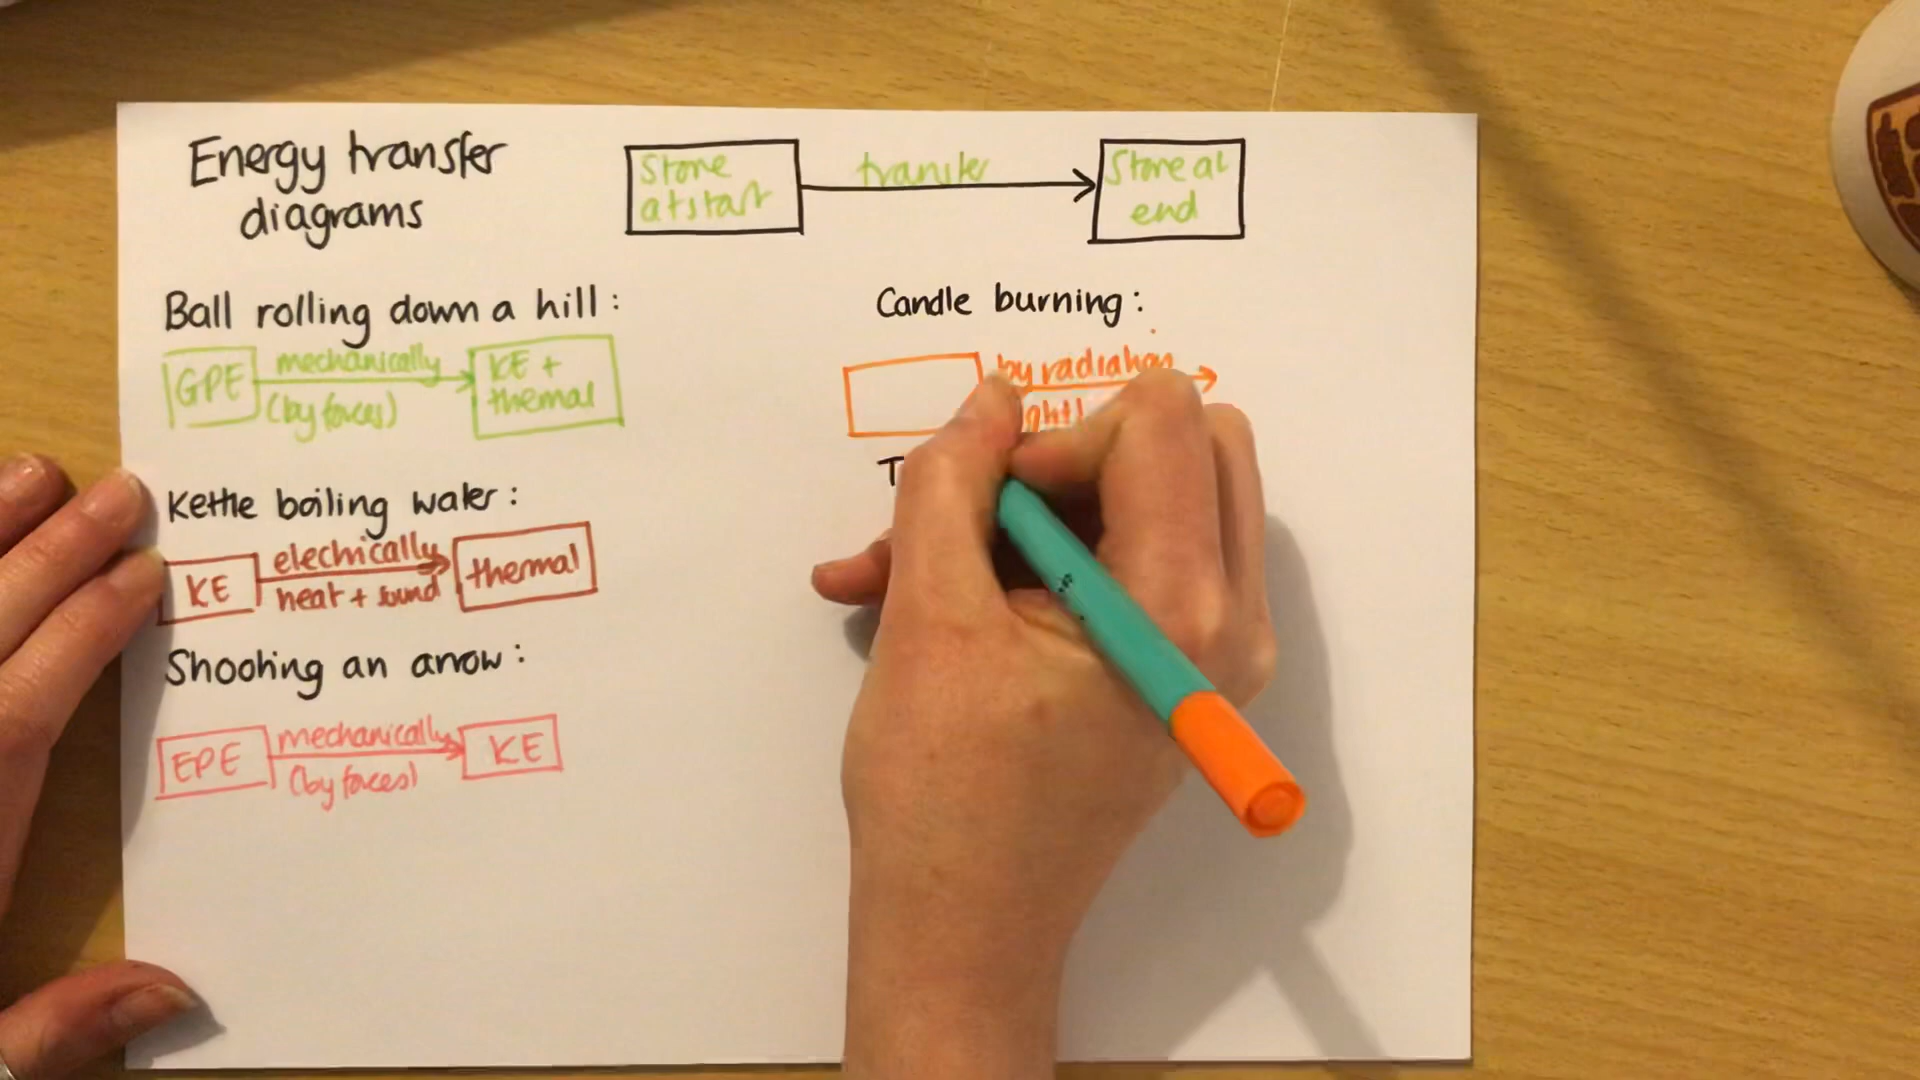 Energy transfer
diagrams
Store
at start
transfer
Store at
end
Ball rolling down a hill:
GPE
mechanically
(by forces)
KE +
thermal
Kettle boiling water:
KE
electrically
heat + sound
thermal
Shooting an arrow:
EPE
mechanically
(by forces)
KE
Candle burning:
by radiation
T